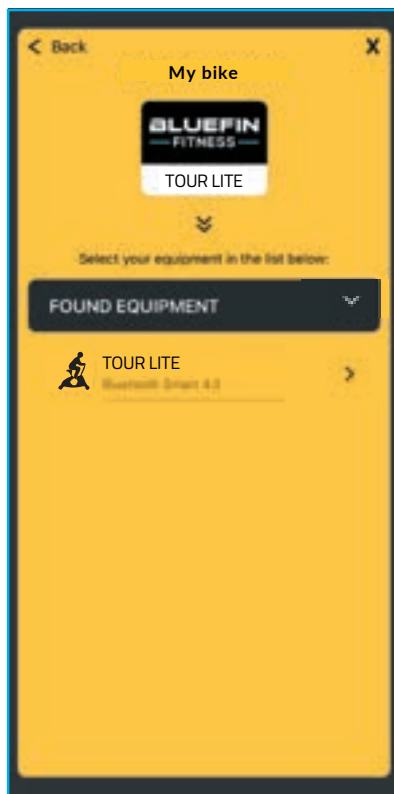 < Back X
My bike
BLUEFIN
FITNESS
TOUR LITE
Select your equipment in the list below:
FOUND EQUIPMENT
TOUR LITE
Bluetooth Smart 4.0